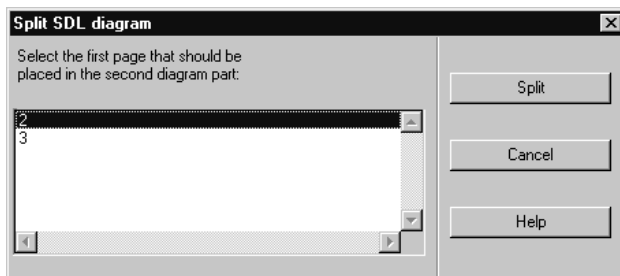 Split SDL diagram
Select the first page that should be
placed in the second diagram part:
2
3
Split
Cancel
Help